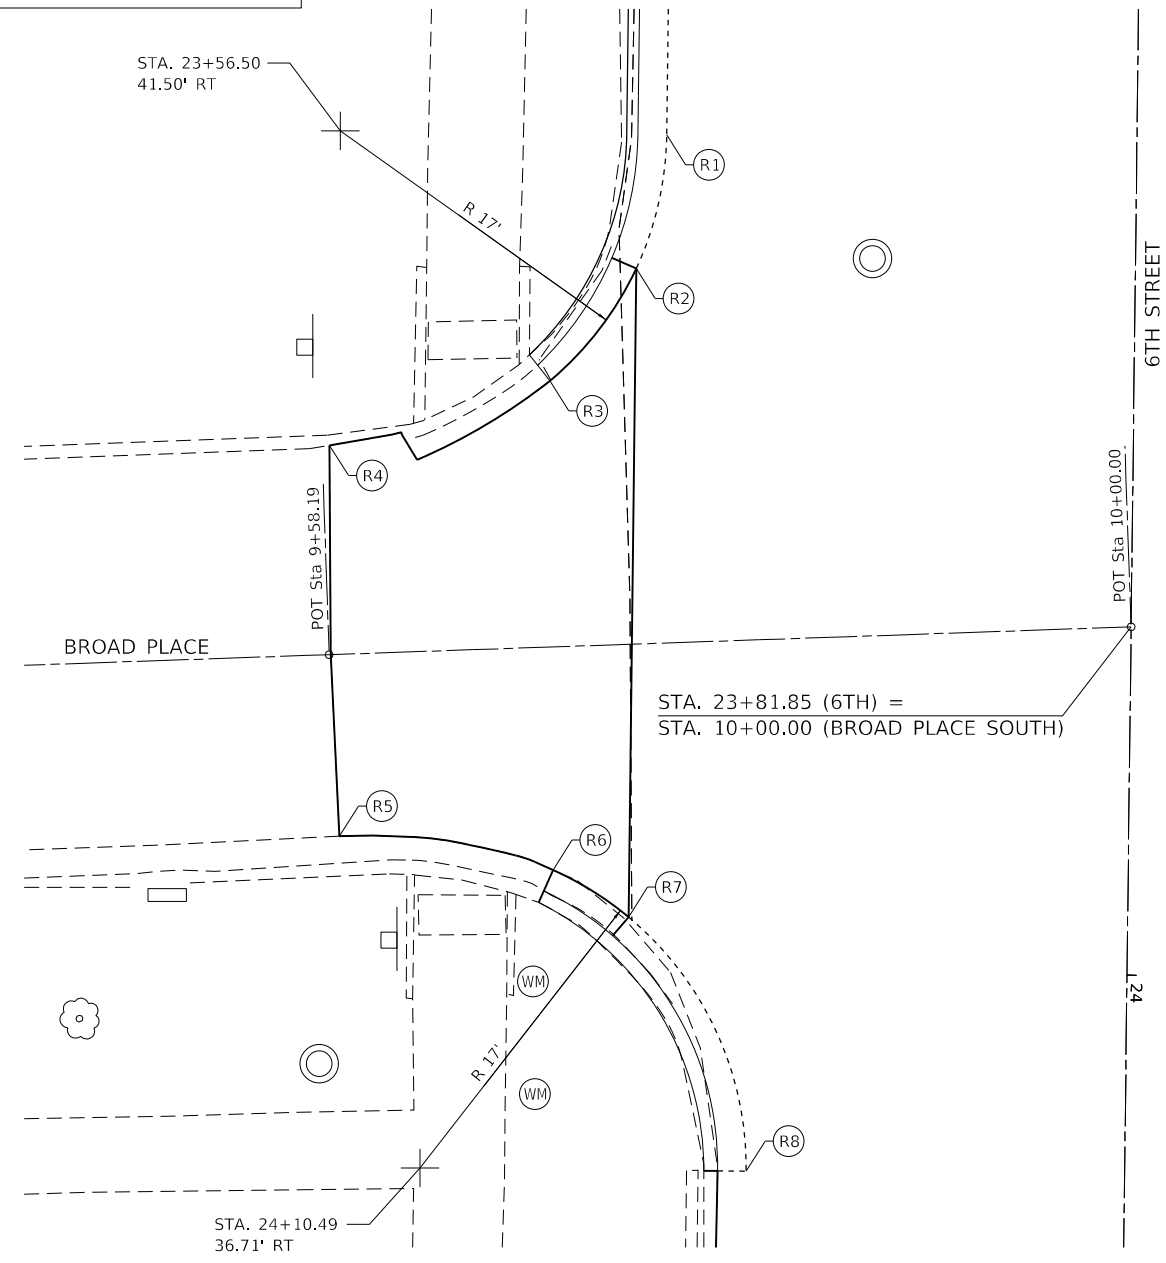 STA. 23+56.50
41.50' RT
R 17'
R1
R2
R3
R4
6TH STREET
POT Sta 9+58.19
POT Sta 10+00.00
BROAD PLACE
STA. 23+81.85 (6TH) =
STA. 10+00.00 (BROAD PLACE SOUTH)
R5
R6
R7
WM
24
R 17'
WM
R8
STA. 24+10.49
36.71' RT